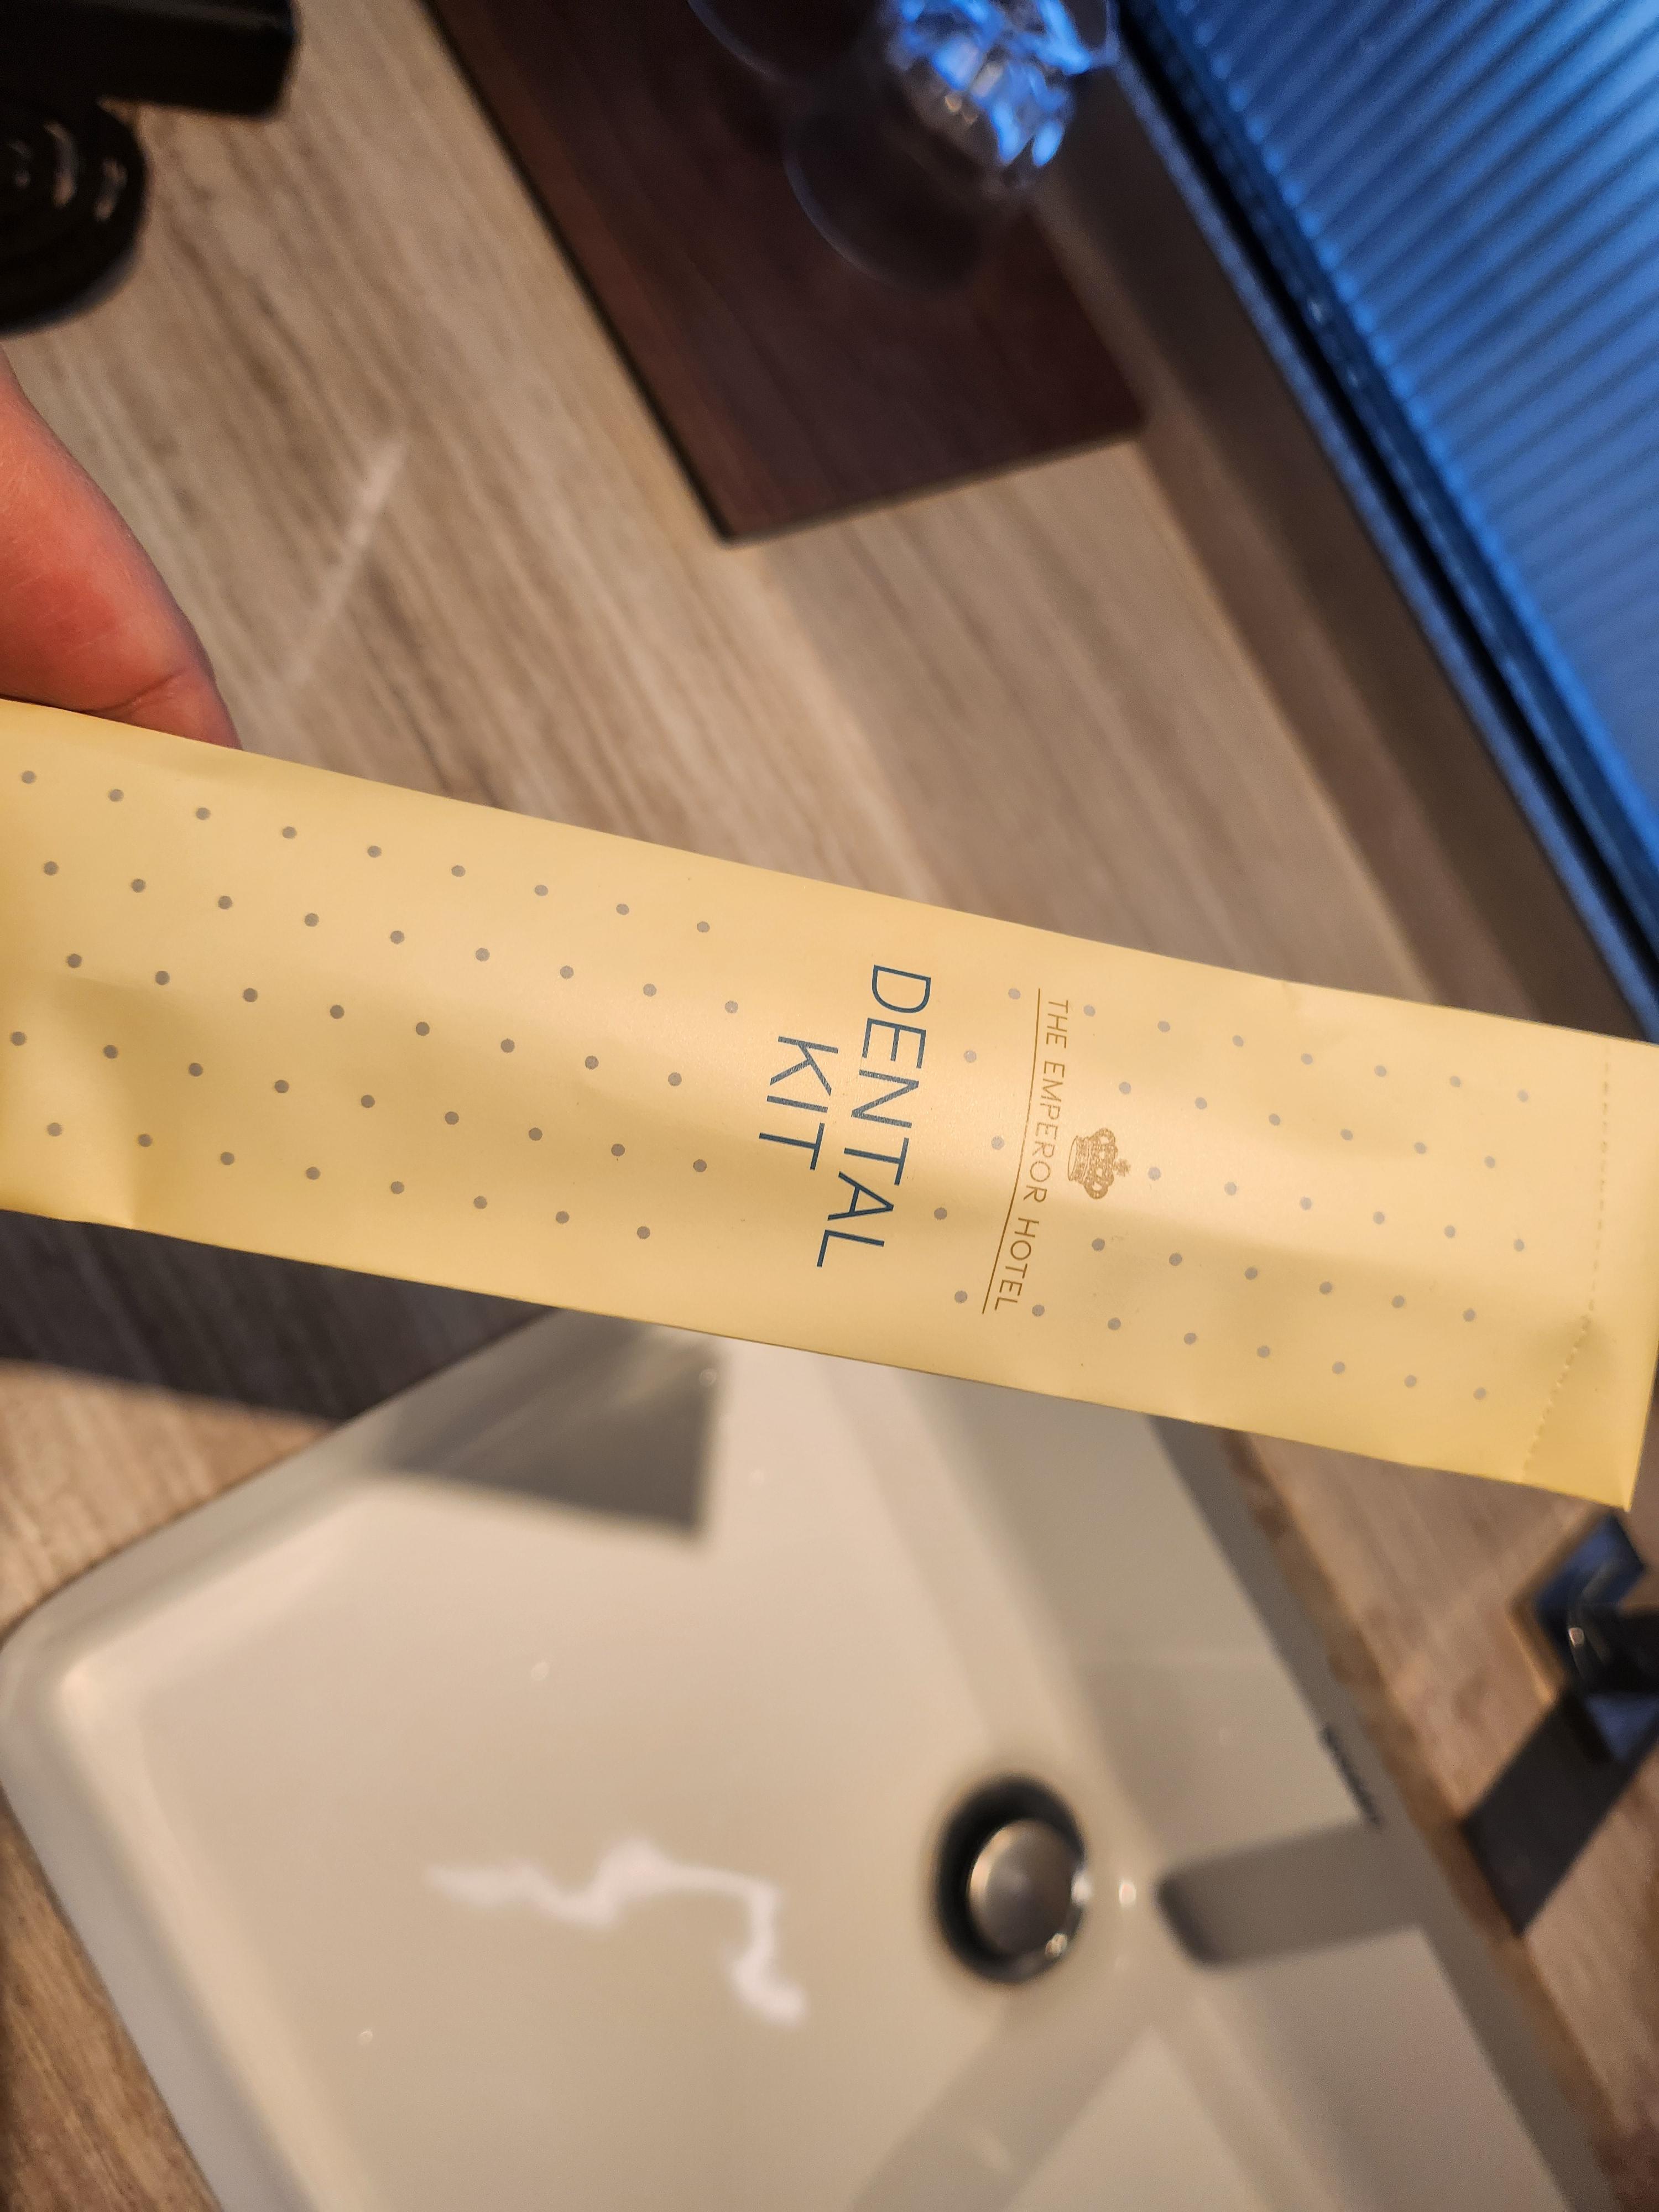 THE EMPEROR HOTEL
DENTAL
KIT